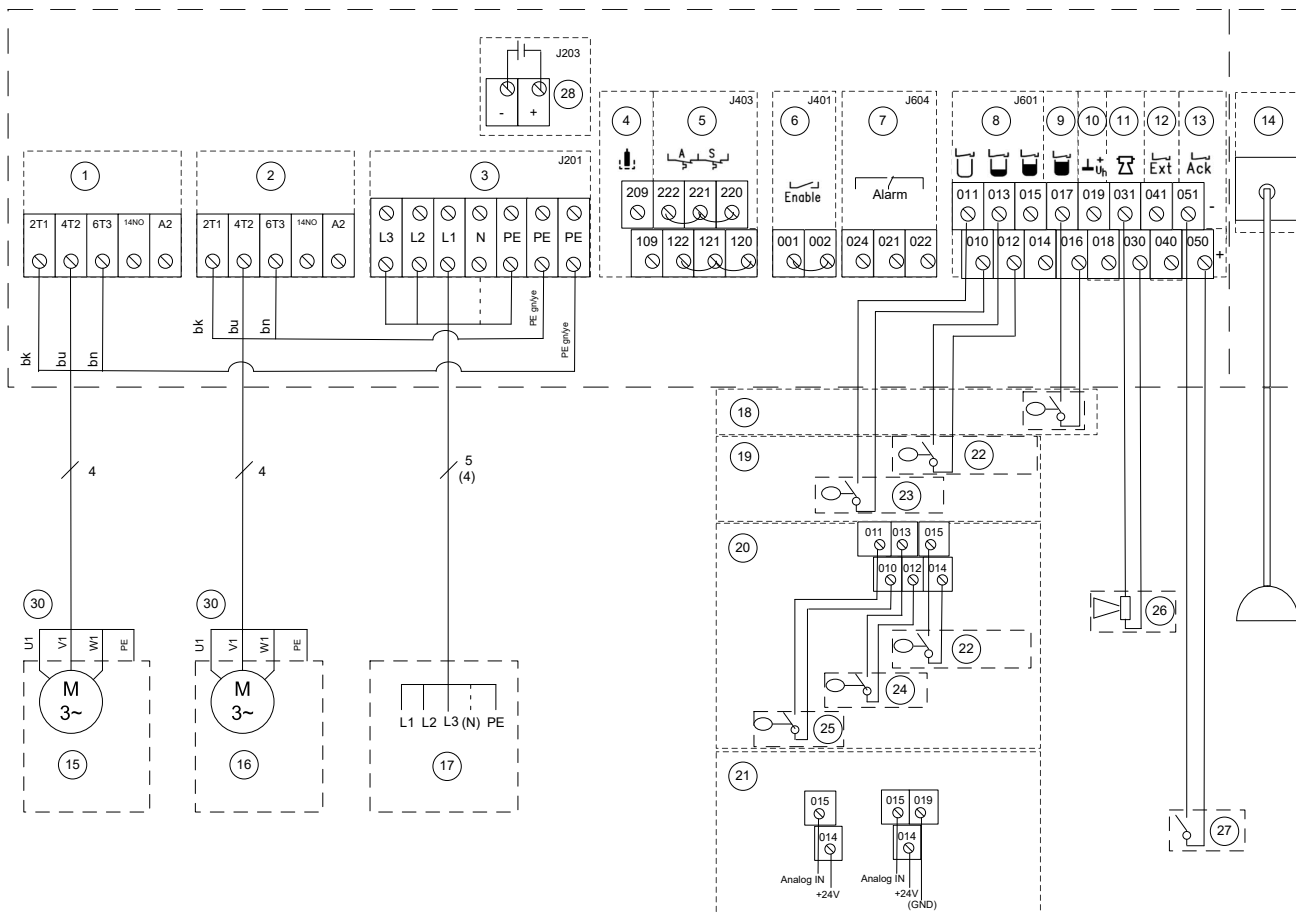 J203
28
- +
J403
J401
J604
J601
4
5
6
7
8
9
10
11
12
13
14
A S
Enable
Alarm
+
Uh
Ext
Ack
1
2
3
J201
209 222 221 220
109 122 121 120
001 002
024 021 022
011 013 015 017 019 031 041 051 -
010 012 014 016 018 030 040 050 +
2T1 4T2 6T3 14NO A2
2T1 4T2 6T3 14NO A2
L3 L2 L1 N PE PE PE
bk bu bn
bk bu bn
PE gn/ye
PE gn/ye
18
19
22
23
4
4
5
(4)
20
011 013 015
010 012 014
30
30
U1 V1 W1 PE
U1 V1 W1 PE
M
3~
M
3~
L1 L2 L3 (N) PE
15
16
17
22
24
25
26
21
015
014
Analog IN
+24V
015 019
014
Analog IN
+24V
(GND)
27